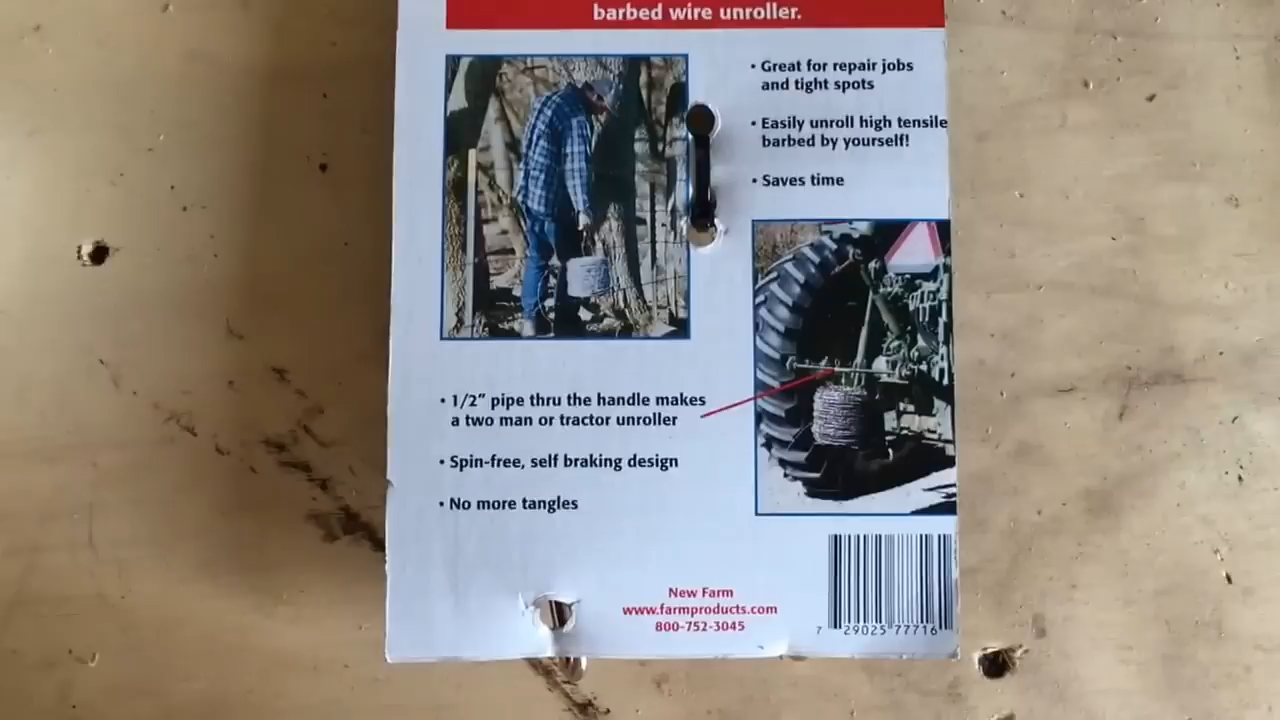 barbed wire unroller.
• Great for repair jobs
and tight spots
• Easily unroll high tensile
barbed by yourself!
• Saves time
• 1/2" pipe thru the handle makes
a two man or tractor unroller
• Spin-free, self braking design
• No more tangles
New Farm
www.farmproducts.com
800-752-3045
7 29025 77716